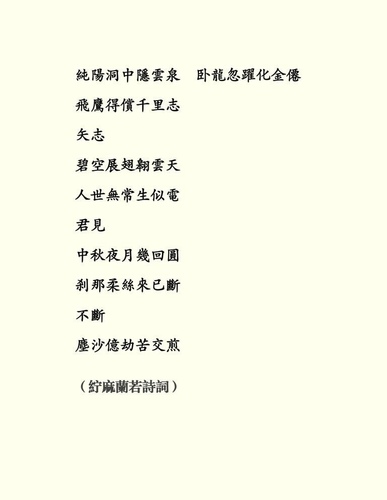 純陽洞中隱雲泉　卧龍忽躍化金僊
飛鷹得償千里志
矢志
碧空展翅翱雲天
人世無常生似電
君見
中秋夜月幾回圓
刹那柔絲來已斷
不斷
塵沙億劫苦交煎
（紵麻蘭若詩詞）